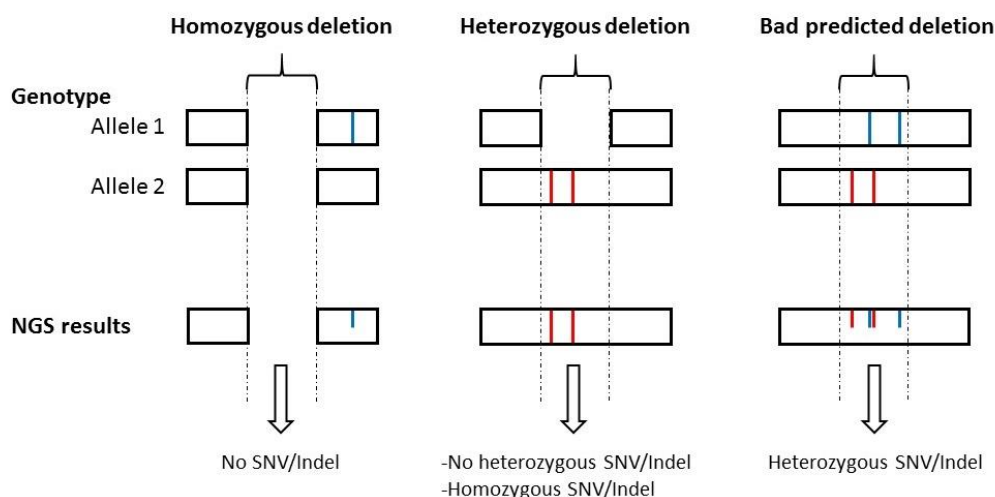 Homozygous deletion
Heterozygous deletion
Bad predicted deletion
Genotype
Allele 1
Allele 2
NGS results
No SNV/Indel
-No heterozygous SNV/Indel
-Homozygous SNV/Indel
Heterozygous SNV/Indel